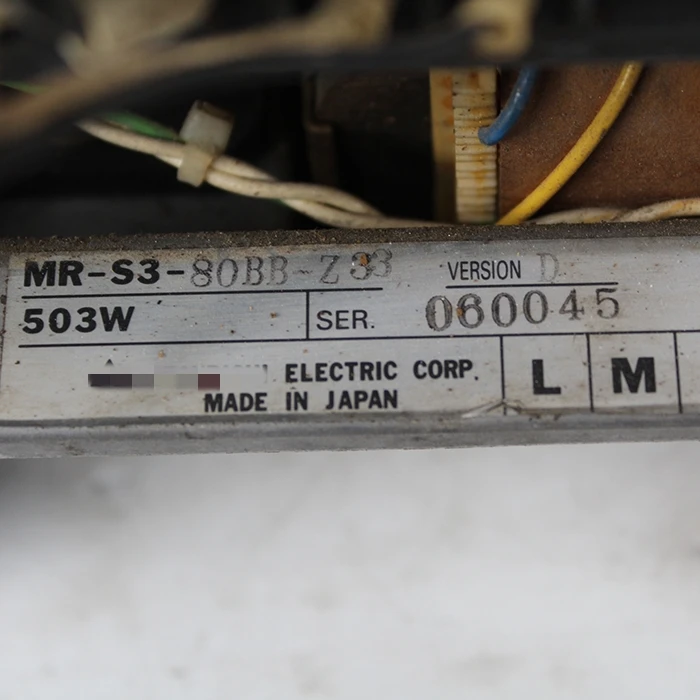 MR-S3-80BB-Z33 VERSION D
503W SER. 060045
ELECTRIC CORP. L M
MADE IN JAPAN